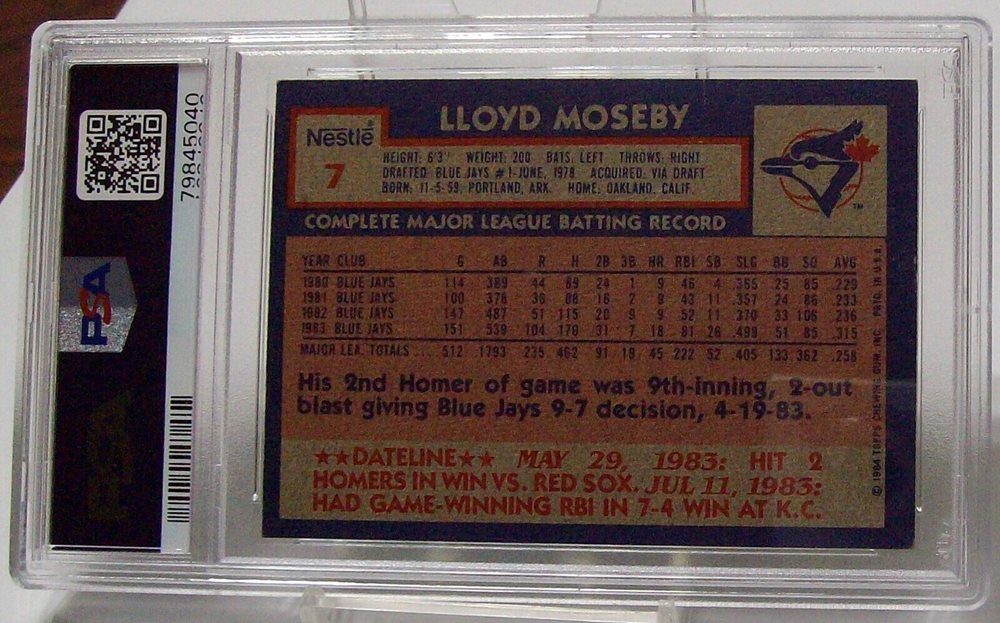 79845040
PSA
LLOYD MOSEBY
Nestlé®
7
HEIGHT: 6'3" WEIGHT: 200 BATS: LEFT THROWS: RIGHT
DRAFTED: BLUE JAYS #1-JUNE, 1978 ACQUIRED: VIA DRAFT
BORN: 11-5-59, PORTLAND, ARK. HOME: OAKLAND, CALIF.
TM
COMPLETE MAJOR LEAGUE BATTING RECORD
YEAR CLUB G AB R H 2B 3B HR RBI SB SLG BB SO AVG
1980 BLUE JAYS 114 389 44 89 24 1 9 46 4 .365 25 85 .229
1981 BLUE JAYS 100 378 36 88 16 2 9 43 11 .357 24 86 .233
1982 BLUE JAYS 147 487 51 115 20 9 9 52 11 .370 33 106 .236
1983 BLUE JAYS 151 539 104 170 31 7 18 81 26 .499 51 85 .315
MAJOR LEA. TOTALS ... 512 1793 235 462 91 19 45 222 52 .405 133 362 .258
His 2nd Homer of game was 9th-inning, 2-out
blast giving Blue Jays 9-7 decision, 4-19-83.
★★DATELINE★★ MAY 29, 1983: HIT 2
HOMERS IN WIN VS. RED SOX. JUL 11, 1983:
HAD GAME-WINNING RBI IN 7-4 WIN AT K.C.
© 1984 TOPPS CHEWING GUM, INC. PRTD. IN U.S.A.